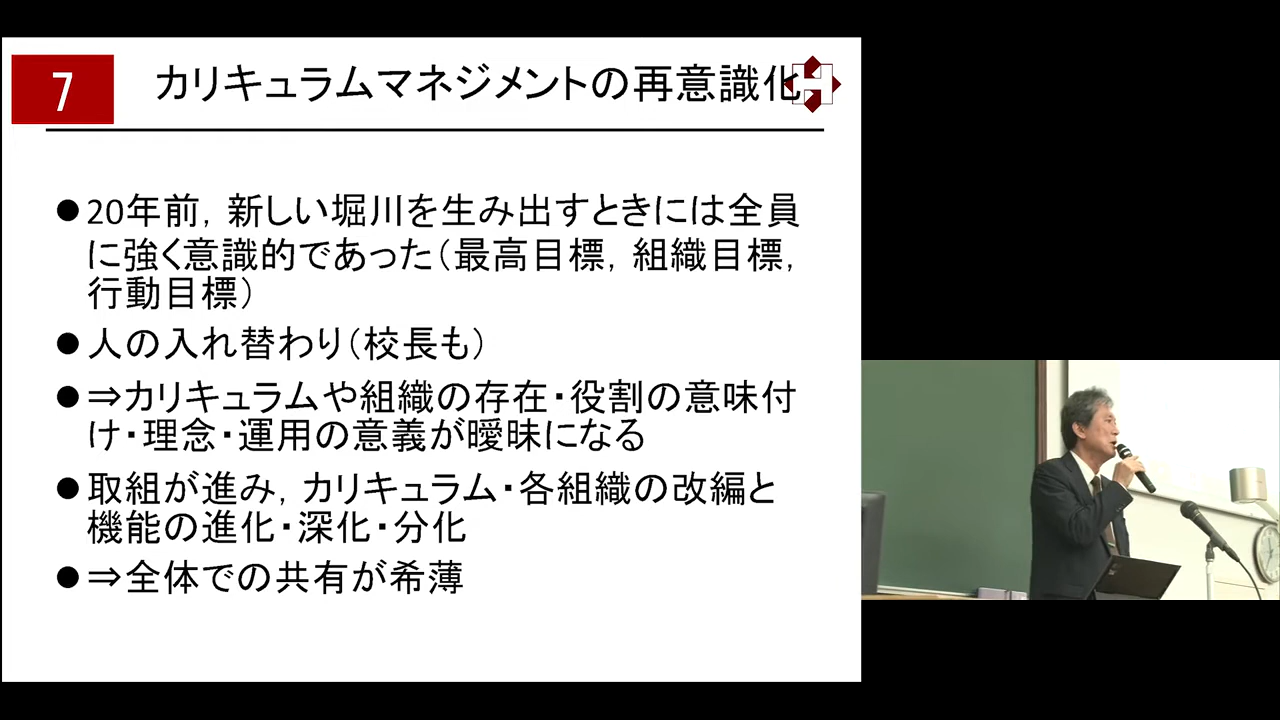 7
カリキュラムマネジメントの再意識化
●20年前，新しい堀川を生み出すときには全員
に強く意識的であった（最高目標，組織目標，
行動目標）
●人の入れ替わり（校長も）
●⇒カリキュラムや組織の存在・役割の意味付
け・理念・運用の意義が曖昧になる
●取組が進み，カリキュラム・各組織の改編と
機能の進化・深化・分化
●⇒全体での共有が希薄